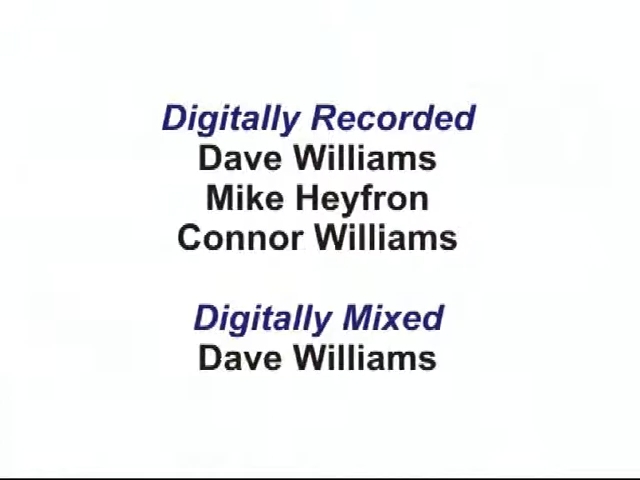 Digitally Recorded
Dave Williams
Mike Heyfron
Connor Williams
Digitally Mixed
Dave Williams